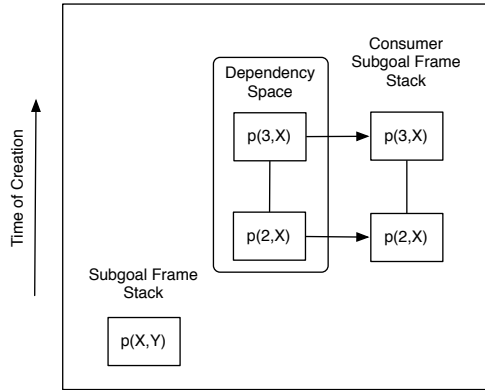 Consumer
Subgoal Frame
Stack
Dependency
Space
p(3,X)
p(3,X)
Time of Creation
p(2,X)
p(2,X)
Subgoal Frame
Stack
p(X,Y)